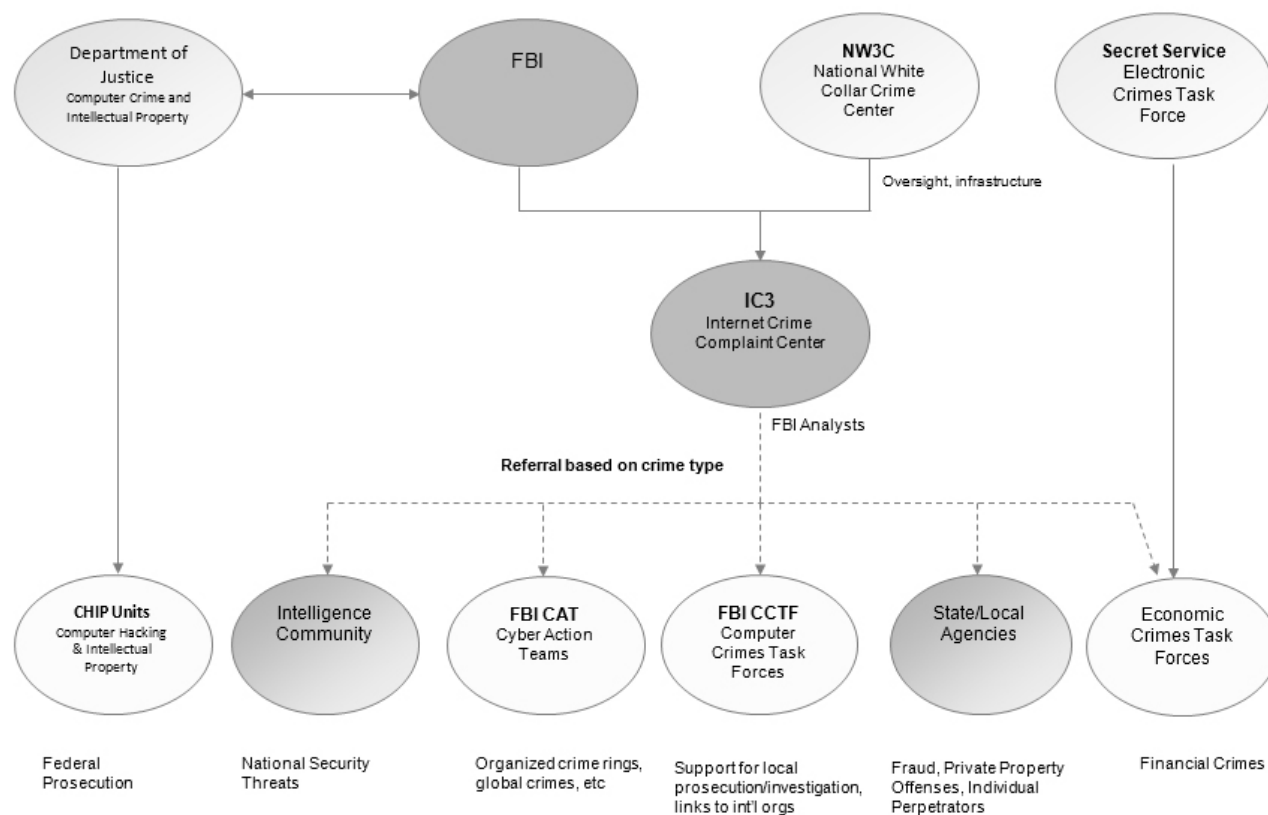 Department of
Justice
Computer Crime and
Intellectual Property
FBI
NW3C
National White
Collar Crime
Center
Secret Service
Electronic
Crimes Task
Force
Oversight, infrastructure
IC3
Internet Crime
Complaint Center
FBI Analysts
Referral based on crime type
CHIP Units
Computer Hacking
& Intellectual
Property
Intelligence
Community
FBI CAT
Cyber Action
Teams
FBI CCTF
Computer
Crimes Task
Forces
State/Local
Agencies
Economic
Crimes Task
Forces
Federal
Prosecution
National Security
Threats
Organized crime rings,
global crimes, etc
Support for local
prosecution/investigation,
links to int'l orgs
Fraud, Private Property
Offenses, Individual
Perpetrators
Financial Crimes